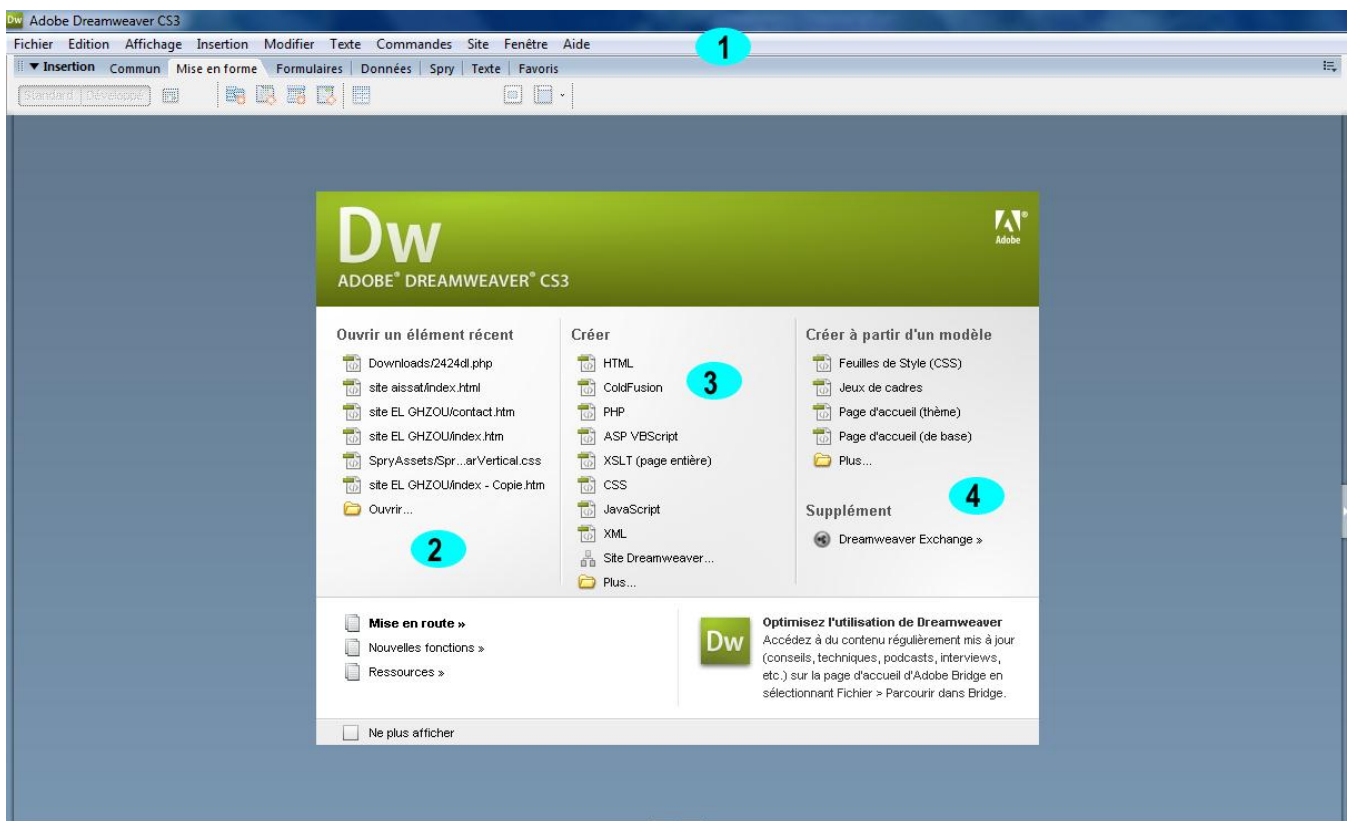 Dw Adobe Dreamweaver CS3
Fichier Edition Affichage Insertion Modifier Texte Commandes Site Fenêtre Aide
1
▼ Insertion Commun Mise en forme Formulaires Données Spry Texte Favoris
Standard Développé
Dw
Adobe
ADOBE® DREAMWEAVER® CS3
Ouvrir un élément récent
Downloads/2424dl.php
site aissat/index.html
site EL GHZOU/contact.htm
site EL GHZOU/index.htm
SpryAssets/Spr...arVertical.css
site EL GHZOU/index - Copie.htm
Ouvrir...
2
Créer
HTML
ColdFusion
PHP
ASP VBScript
XSLT (page entière)
CSS
JavaScript
XML
Site Dreamweaver...
Plus...
3
Créer à partir d'un modèle
Feuilles de Style (CSS)
Jeux de cadres
Page d'accueil (thème)
Page d'accueil (de base)
Plus...
4
Supplément
Dreamweaver Exchange »
Mise en route »
Nouvelles fonctions »
Ressources »
Dw
Optimisez l'utilisation de Dreamweaver
Accédez à du contenu régulièrement mis à jour
(conseils, techniques, podcasts, interviews,
etc.) sur la page d'accueil d'Adobe Bridge en
sélectionnant Fichier > Parcourir dans Bridge.
Ne plus afficher